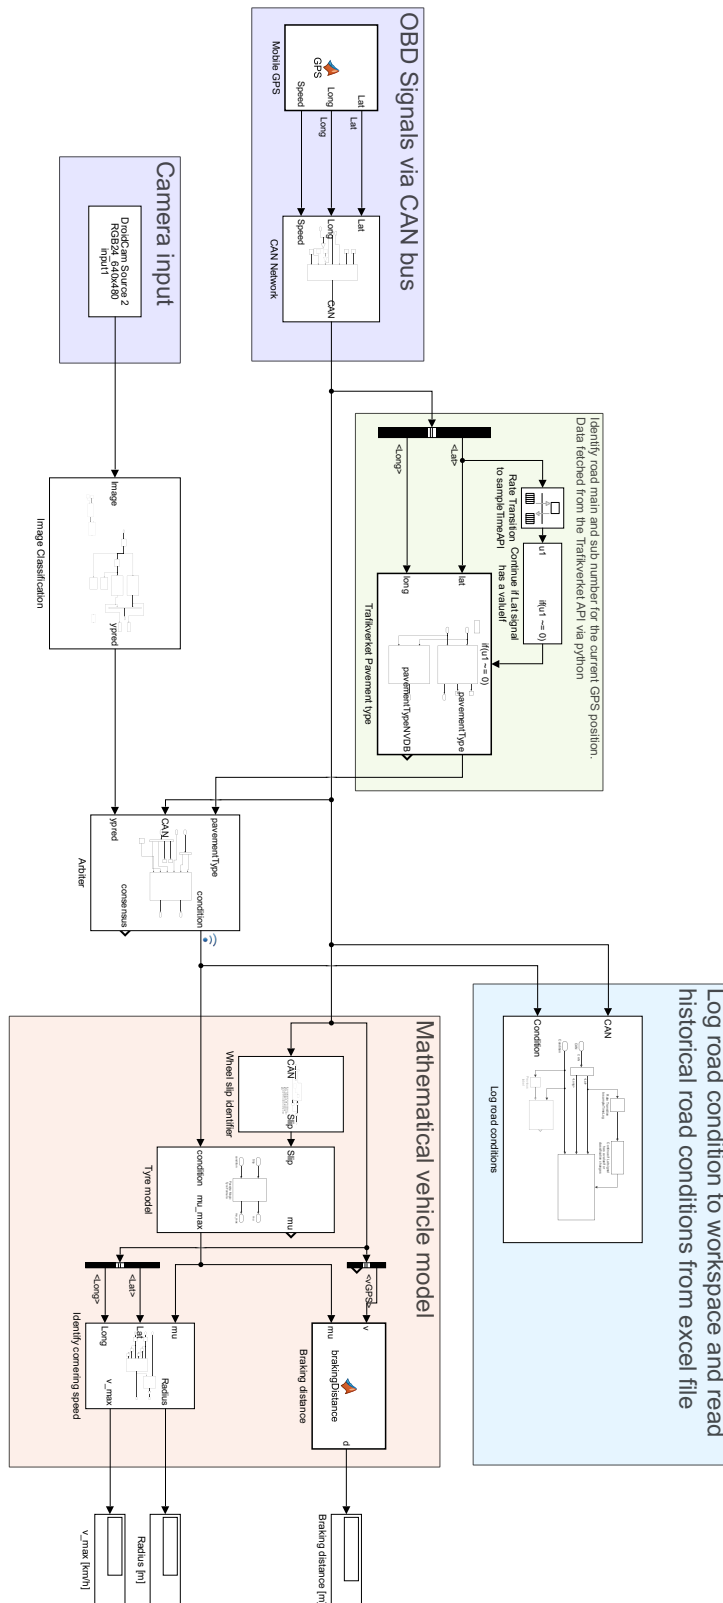 OBD Signals via CAN bus
GPS
Lat
Long
Speed
Mobile GPS
Lat
Long
Lat
Long
Speed
CAN
CAN Network
Camera input
DroidCam Source 2
RGB24_640x480
input1
Image
ypred
Image Classification
Identify road main and sub number for the current GPS position.
Data fetched from the Trafikverket API via python
<Lat>
<Long>
Rate Transition
to sampleTimeAPI
u1
if(u1 ~= 0)
Continue if Lat signal
has a valueIf
if(u1 ~= 0)
lat
long
pavementType
pavementTypeNVDB
Trafikverket Pavement type
pavementType
CAN
ypred
condition
consensus
Arbiter
Log road condition to workspace and read
historical road conditions from excel file
CAN
Condition
Log road conditions
Mathematical vehicle model
CAN
Slip
Wheel slip identifier
Slip
condition
mu
mu_max
Tyre model
<vGPS>
<Lat>
<Long>
v
mu
brakingDistance
d
Braking distance
mu
Lat
Long
Radius
v_max
Identify cornering speed
Braking distance [m]
Radius [m]
v_max [km/h]